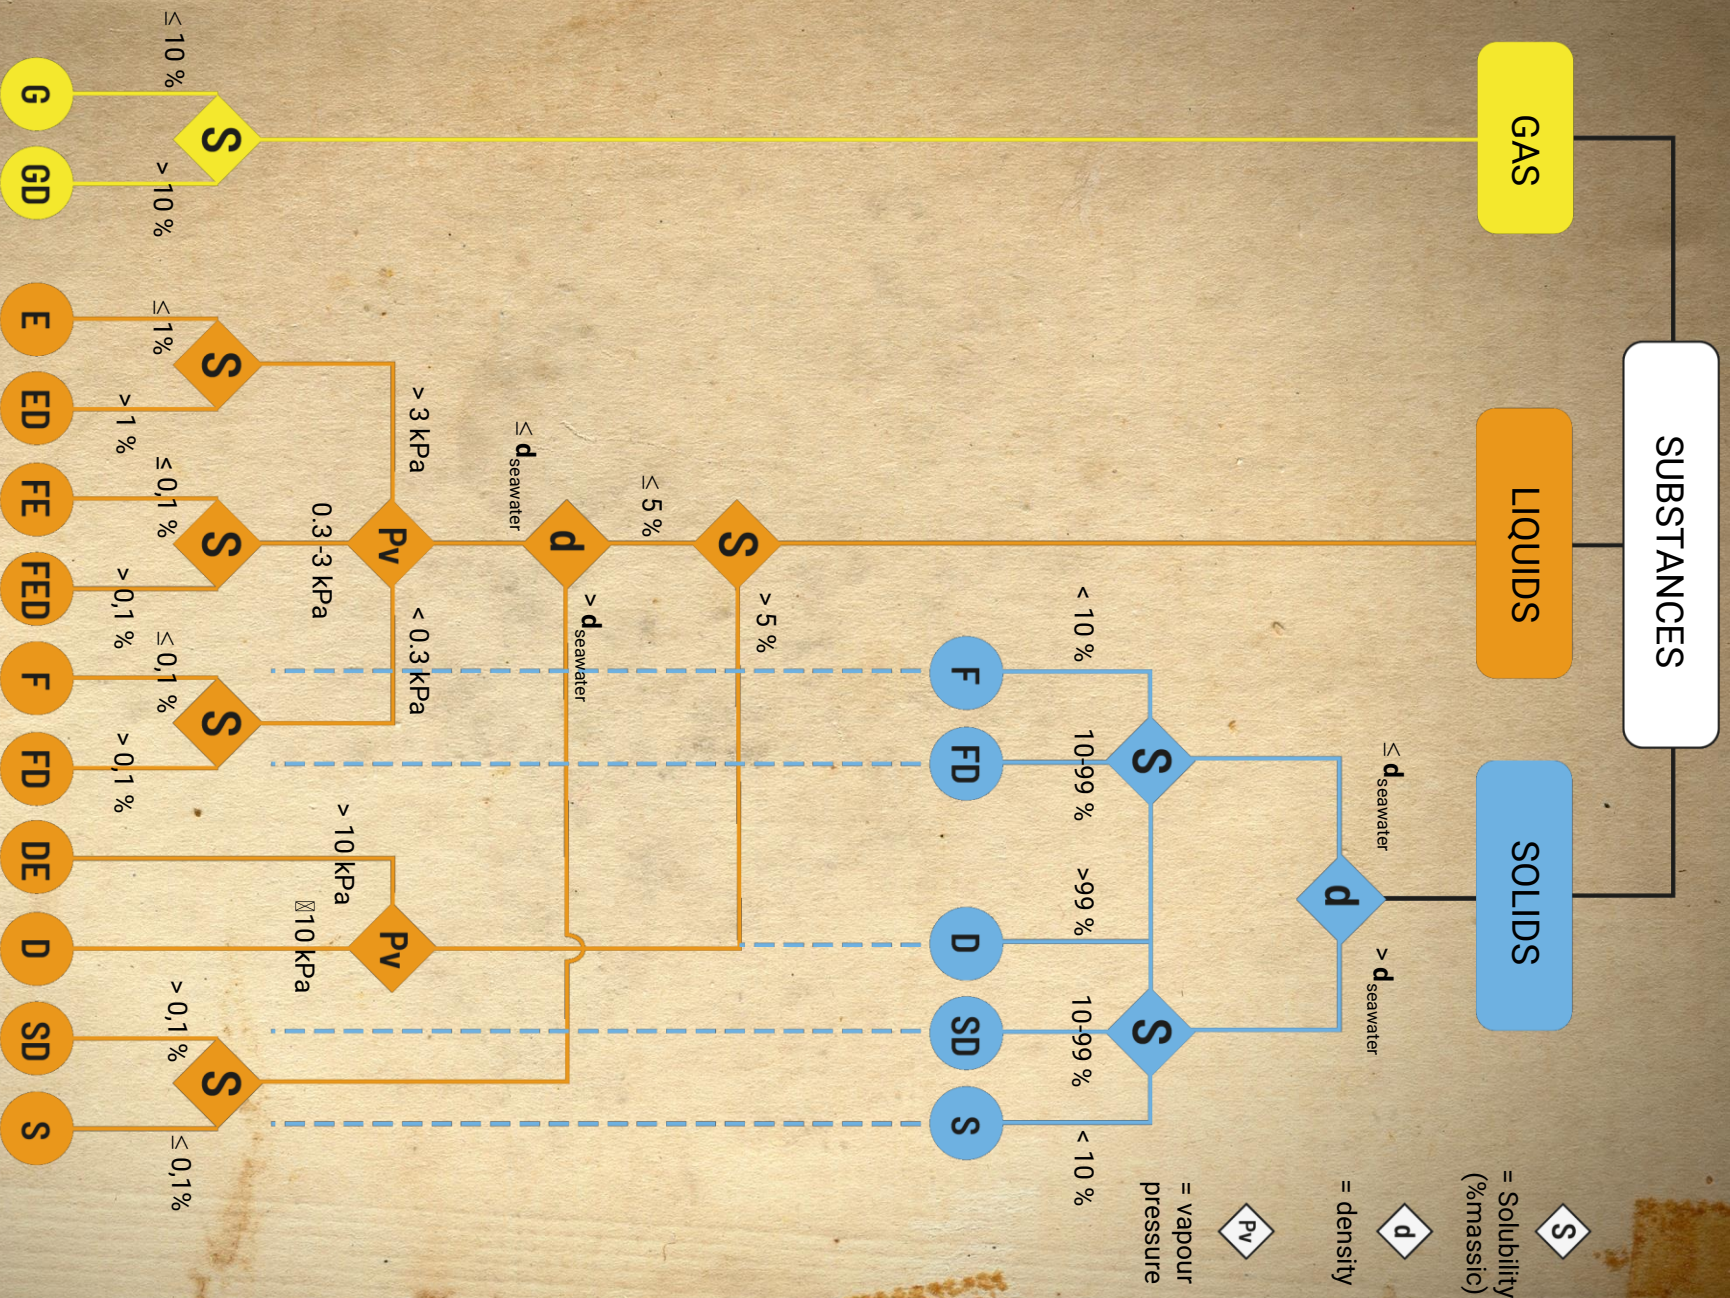 SUBSTANCES
GAS
LIQUIDS
SOLIDS
S
= Solubility
(%massic)
d
= density
Pv
= vapour
pressure
≤ dseawater
d
> dseawater
S
S
< 10 %
10-99 %
>99 %
10-99 %
< 10 %
F
FD
D
SD
S
S
≤ 5 %
> 5 %
≤ dseawater
d
> dseawater
> 3 kPa
Pv
< 0.3 kPa
0.3 -3 kPa
> 10 kPa
Pv
10 kPa
S
S
S
S
S
≤ 10 %
> 10 %
≤ 1%
> 1 %
≤ 0,1 %
>0,1 %
≤ 0,1 %
>0,1 %
> 0,1 %
≤ 0,1%
G
GD
E
ED
FE
FED
F
FD
DE
D
SD
S